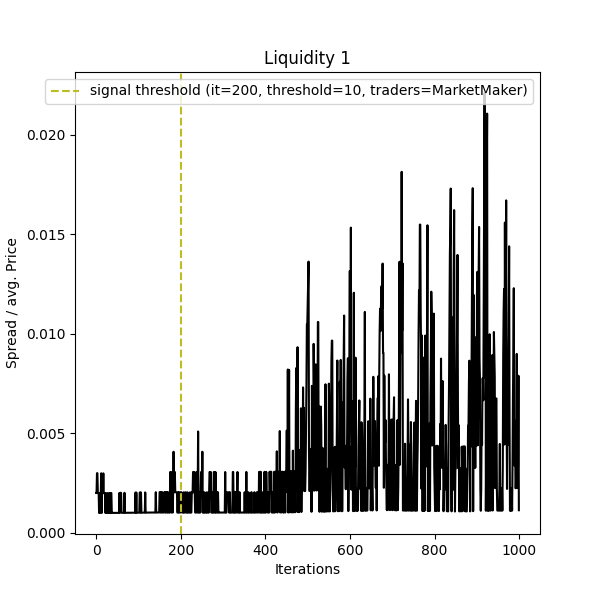 Liquidity 1
signal threshold (it=200, threshold=10, traders=MarketMaker)
Spread / avg. Price
0.020
0.015
0.010
0.005
0.000
0 200 400 600 800 1000
Iterations